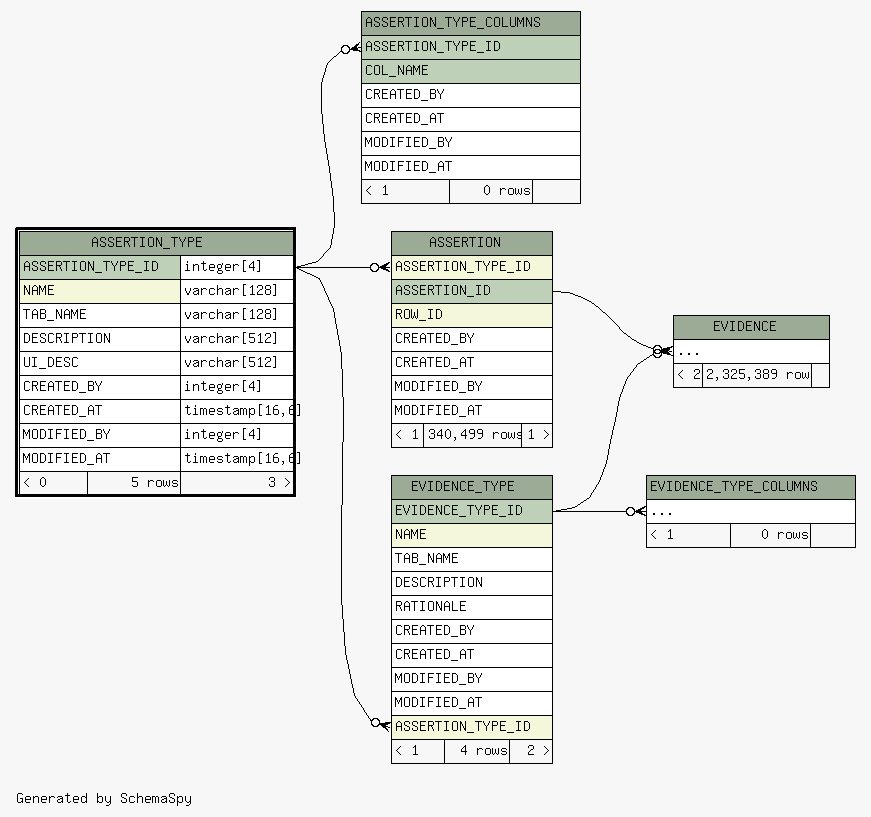 ASSERTION_TYPE_COLUMNS
ASSERTION_TYPE_ID
COL_NAME
CREATED_BY
CREATED_AT
MODIFIED_BY
MODIFIED_AT
< 1 0 rows
ASSERTION_TYPE
ASSERTION_TYPE_ID integer[4]
NAME varchar[128]
TAB_NAME varchar[128]
DESCRIPTION varchar[512]
UI_DESC varchar[512]
CREATED_BY integer[4]
CREATED_AT timestamp[16,6]
MODIFIED_BY integer[4]
MODIFIED_AT timestamp[16,6]
< 0 5 rows 3 >
ASSERTION
ASSERTION_TYPE_ID
ASSERTION_ID
ROW_ID
CREATED_BY
CREATED_AT
MODIFIED_BY
MODIFIED_AT
< 1 340,499 rows 1 >
EVIDENCE
...
< 2 2,325,389 row
EVIDENCE_TYPE
EVIDENCE_TYPE_ID
NAME
TAB_NAME
DESCRIPTION
RATIONALE
CREATED_BY
CREATED_AT
MODIFIED_BY
MODIFIED_AT
ASSERTION_TYPE_ID
< 1 4 rows 2 >
EVIDENCE_TYPE_COLUMNS
...
< 1 0 rows
Generated by SchemaSpy